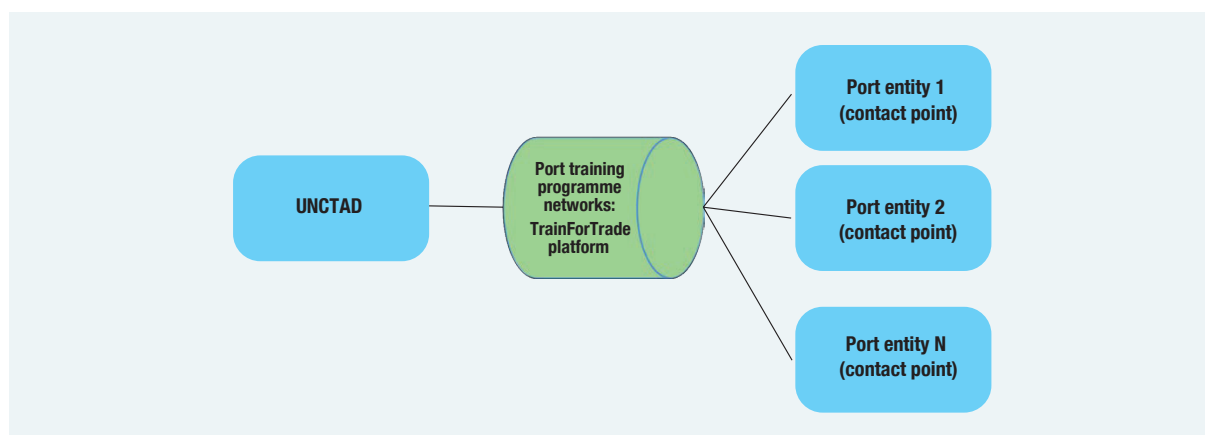 UNCTAD
Port training
programme
networks:
TrainForTrade
platform
Port entity 1
(contact point)
Port entity 2
(contact point)
Port entity N
(contact point)